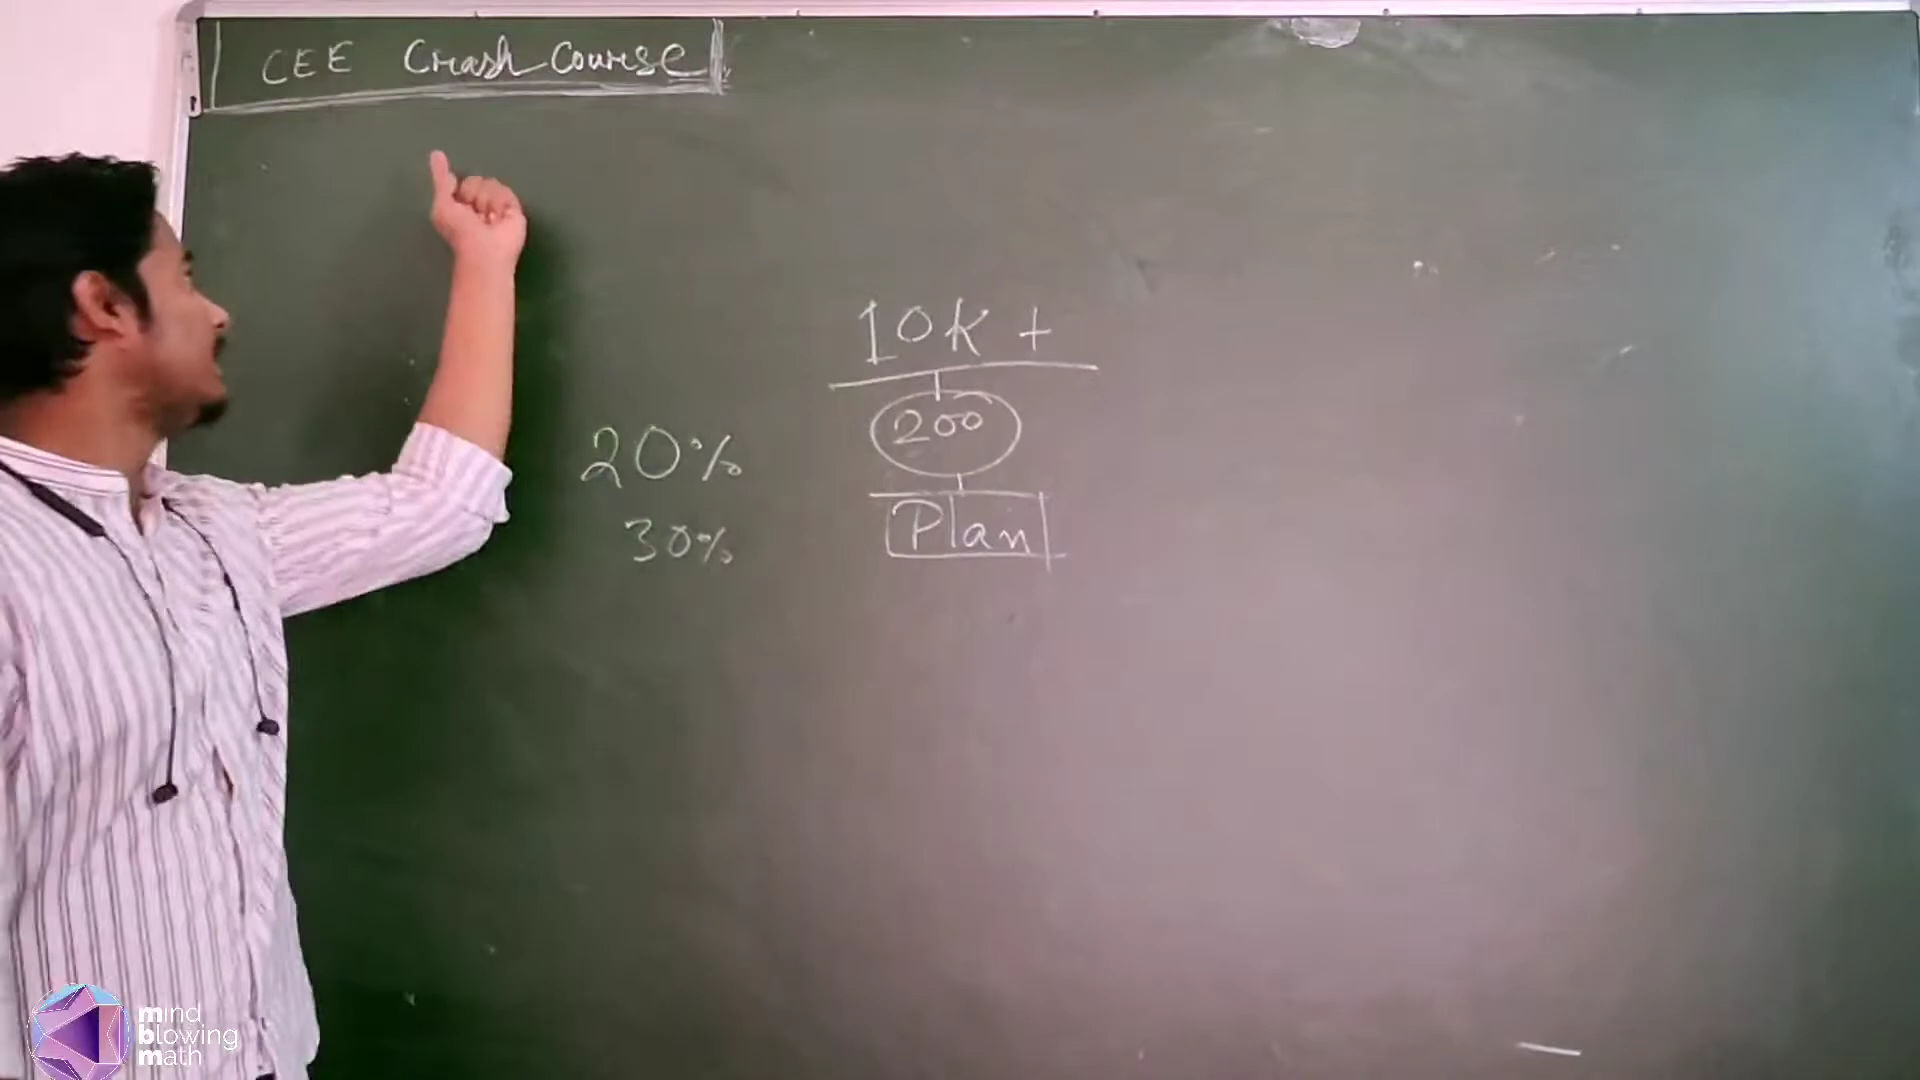 CEE Crash Course
10K +
200
20%
Plan
30%
mind
blowing
math